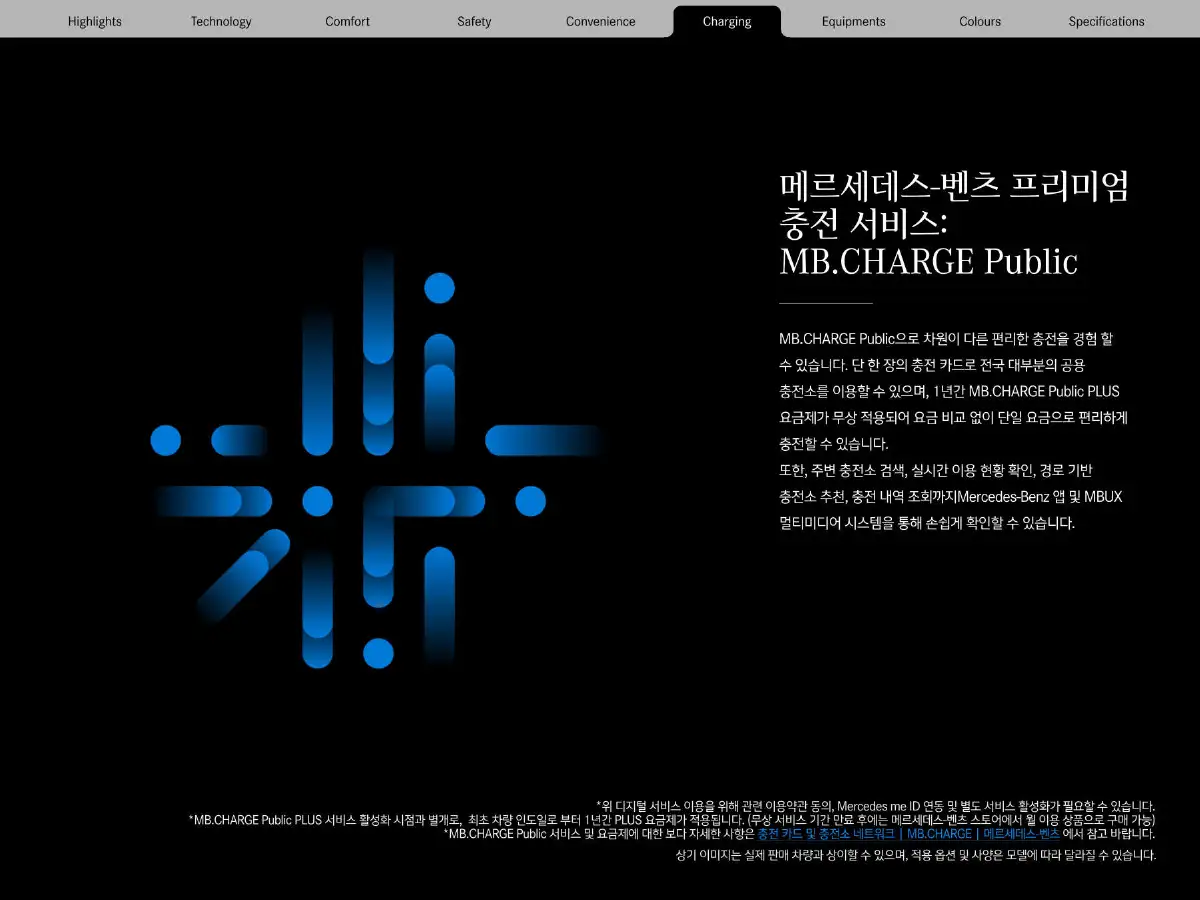 Highlights
Technology
Comfort
Safety
Convenience
Charging
Equipments
Colours
Specifications
메르세데스-벤츠 프리미엄
충전 서비스:
MB.CHARGE Public
MB.CHARGE Public으로 차원이 다른 편리한 충전을 경험 할
수 있습니다. 단 한 장의 충전 카드로 전국 대부분의 공용
충전소를 이용할 수 있으며, 1년간 MB.CHARGE Public PLUS
요금제가 무상 적용되어 요금 비교 없이 단일 요금으로 편리하게
충전할 수 있습니다.
또한, 주변 충전소 검색, 실시간 이용 현황 확인, 경로 기반
충전소 추천, 충전 내역 조회까지Mercedes-Benz 앱 및 MBUX
멀티미디어 시스템을 통해 손쉽게 확인할 수 있습니다.
*위 디지털 서비스 이용을 위해 관련 이용약관 동의, Mercedes me ID 연동 및 별도 서비스 활성화가 필요할 수 있습니다.
*MB.CHARGE Public PLUS 서비스 활성화 시점과 별개로, 최초 차량 인도일로 부터 1년간 PLUS 요금제가 적용됩니다. (무상 서비스 기간 만료 후에는 메르세데스-벤츠 스토어에서 월 이용 상품으로 구매 가능)
*MB.CHARGE Public 서비스 및 요금제에 대한 보다 자세한 사항은 충전 카드 및 충전소 네트워크 | MB.CHARGE | 메르세데스-벤츠 에서 참고 바랍니다.
상기 이미지는 실제 판매 차량과 상이할 수 있으며, 적용 옵션 및 사양은 모델에 따라 달라질 수 있습니다.